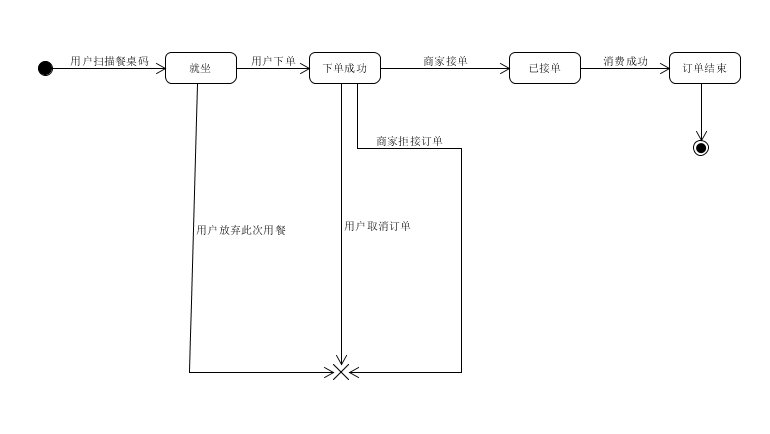 用户扫描餐桌码
就坐
用户下单
下单成功
商家接单
已接单
消费成功
订单结束
商家拒接订单
用户放弃此次用餐
用户取消订单